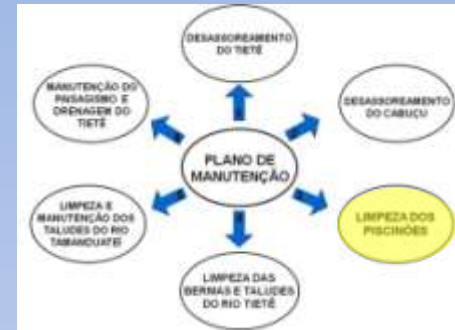 DESASSOREAMENTO
DO TIETÊ
MANUTENÇÃO DO
PAISAGISMO E
DRENAGEM DO
TIETÊ
DESASSOREAMENTO
DO CABUÇU
PLANO DE
MANUTENÇÃO
LIMPEZA E
MANUTENÇÃO DOS
TALUDES DO RIO
TAMANDUATEÍ
LIMPEZA DOS
PISCINÕES
LIMPEZA DAS
BERMAS E TALUDES
DO RIO TIETÊ